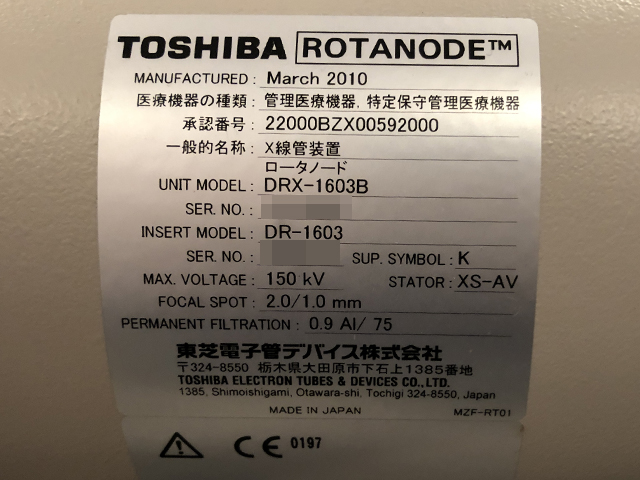 TOSHIBA ROTANODE™
MANUFACTURED: March 2010
医療機器の種類: 管理医療機器, 特定保守管理医療機器
承認番号: 22000BZX00592000
一般的名称: X線管装置
ロータノード
UNIT MODEL: DRX-1603B
SER. NO.:
INSERT MODEL: DR-1603
SER. NO.: SUP. SYMBOL: K
MAX. VOLTAGE: 150 kV STATOR: XS-AV
FOCAL SPOT: 2.0/1.0 mm
PERMANENT FILTRATION: 0.9 Al/ 75
東芝電子管デバイス株式会社
〒324-8550 栃木県大田原市下石上1385番地
TOSHIBA ELECTRON TUBES & DEVICES CO., LTD.
1385, Shimoishigami, Otawara-shi, Tochigi 324-8550, Japan
MADE IN JAPAN MZF-RT01
CE 0197